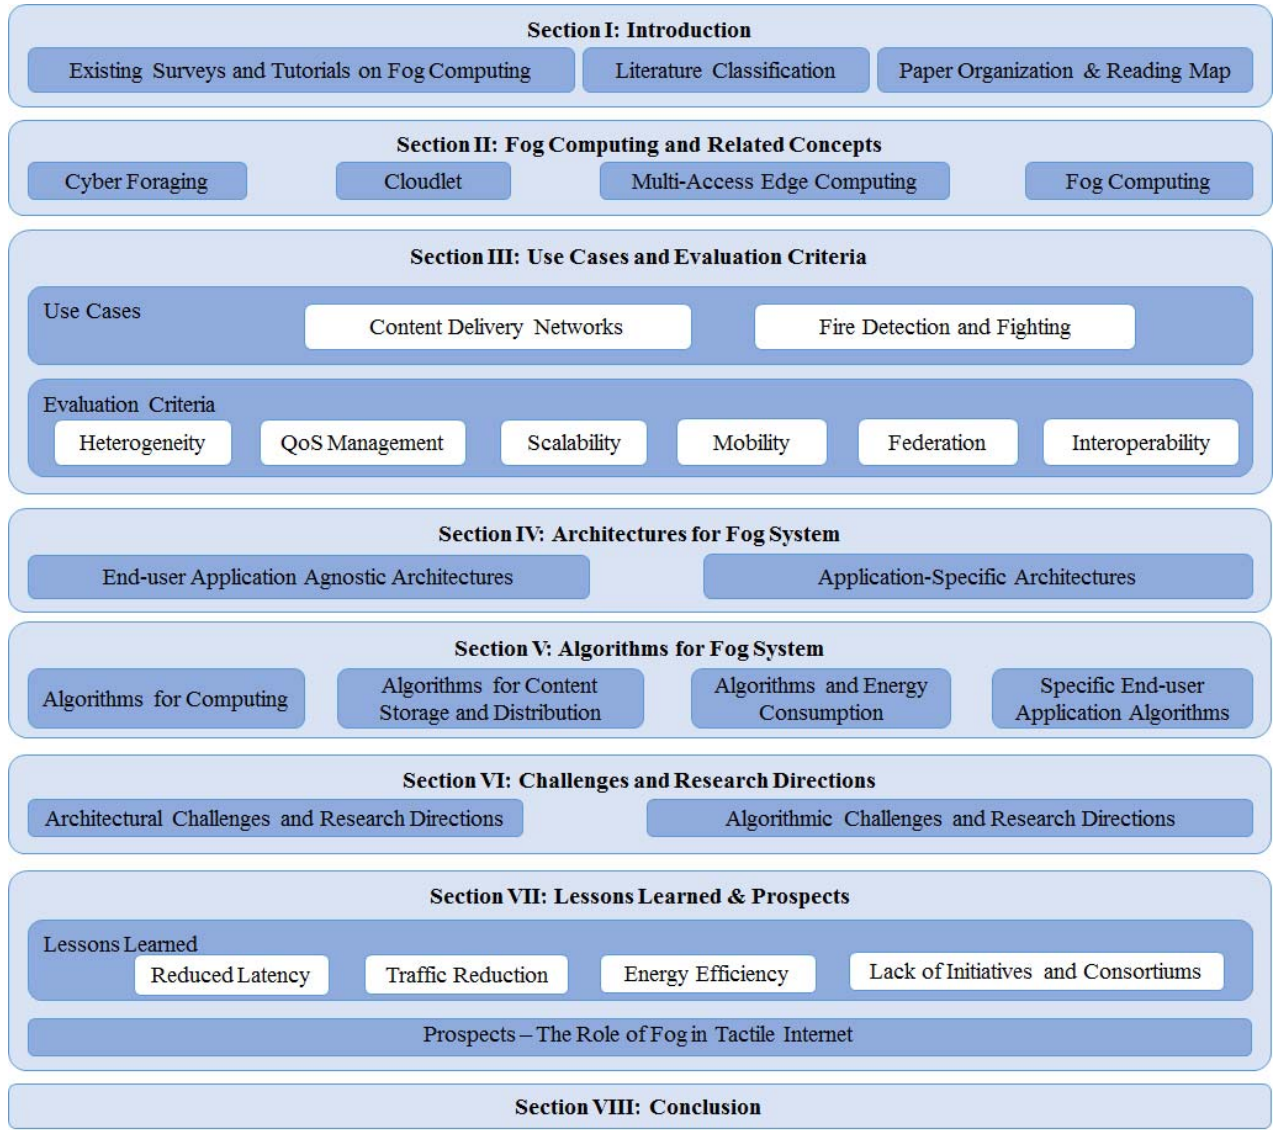 Section I: Introduction
Existing Surveys and Tutorials on Fog Computing
Literature Classification
Paper Organization & Reading Map
Section II: Fog Computing and Related Concepts
Cyber Foraging
Cloudlet
Multi-Access Edge Computing
Fog Computing
Section III: Use Cases and Evaluation Criteria
Use Cases
Content Delivery Networks
Fire Detection and Fighting
Evaluation Criteria
Heterogeneity
QoS Management
Scalability
Mobility
Federation
Interoperability
Section IV: Architectures for Fog System
End-user Application Agnostic Architectures
Application-Specific Architectures
Section V: Algorithms for Fog System
Algorithms for Computing
Algorithms for Content
Storage and Distribution
Algorithms and Energy
Consumption
Specific End-user
Application Algorithms
Section VI: Challenges and Research Directions
Architectural Challenges and Research Directions
Algorithmic Challenges and Research Directions
Section VII: Lessons Learned & Prospects
Lessons Learned
Reduced Latency
Traffic Reduction
Energy Efficiency
Lack of Initiatives and Consortiums
Prospects – The Role of Fog in Tactile Internet
Section VIII: Conclusion